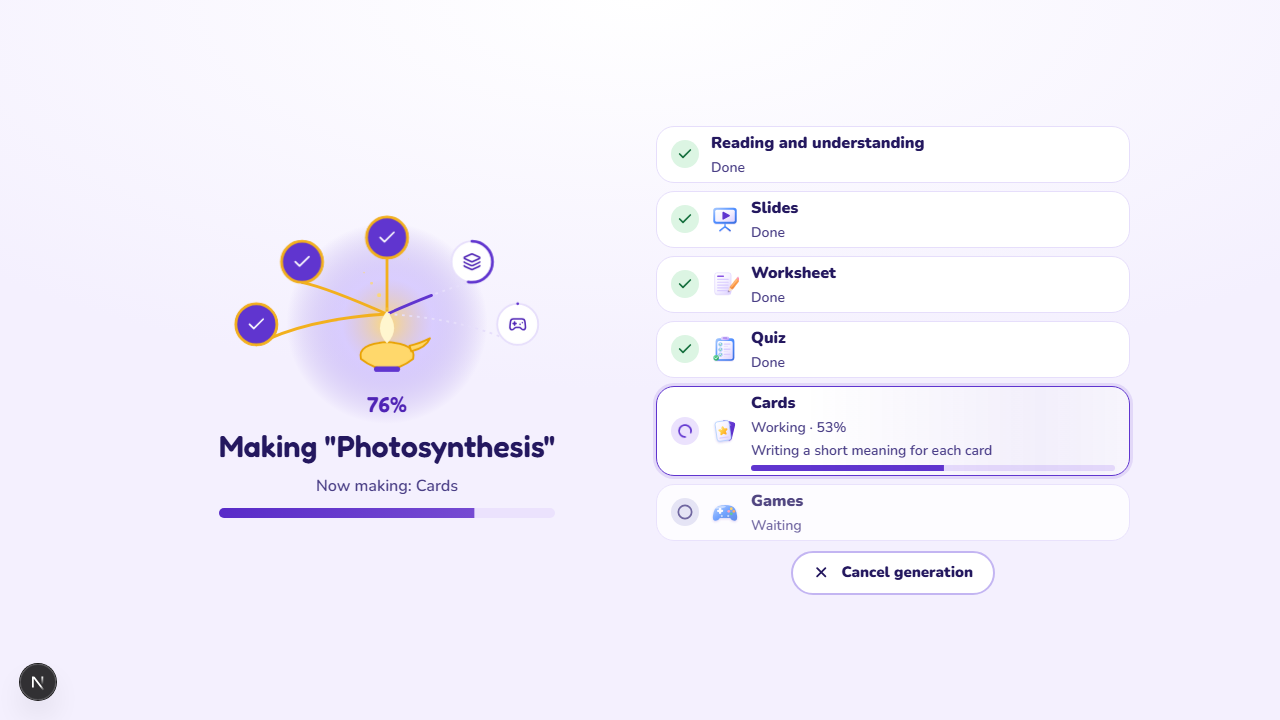 76%
Making "Photosynthesis"
Now making: Cards
Reading and understanding
Done
Slides
Done
Worksheet
Done
Quiz
Done
Cards
Working · 53%
Writing a short meaning for each card
Games
Waiting
Cancel generation
N